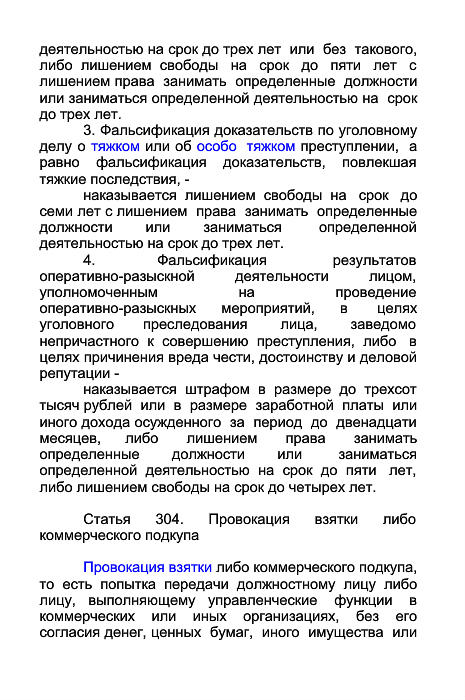 деятельностью на срок до трех лет или без такового,
либо лишением свободы на срок до пяти лет с
лишением права занимать определенные должности
или заниматься определенной деятельностью на срок
до трех лет.
3. Фальсификация доказательств по уголовному
делу о тяжком или об особо тяжком преступлении, а
равно фальсификация доказательств, повлекшая
тяжкие последствия, -
наказывается лишением свободы на срок до
семи лет с лишением права занимать определенные
должности или заниматься определенной
деятельностью на срок до трех лет.
4. Фальсификация результатов
оперативно-разыскной деятельности лицом,
уполномоченным на проведение
оперативно-разыскных мероприятий, в целях
уголовного преследования лица, заведомо
непричастного к совершению преступления, либо в
целях причинения вреда чести, достоинству и деловой
репутации -
наказывается штрафом в размере до трехсот
тысяч рублей или в размере заработной платы или
иного дохода осужденного за период до двенадцати
месяцев, либо лишением права занимать
определенные должности или заниматься
определенной деятельностью на срок до пяти лет,
либо лишением свободы на срок до четырех лет.
Статья 304. Провокация взятки либо
коммерческого подкупа
Провокация взятки либо коммерческого подкупа,
то есть попытка передачи должностному лицу либо
лицу, выполняющему управленческие функции в
коммерческих или иных организациях, без его
согласия денег, ценных бумаг, иного имущества или